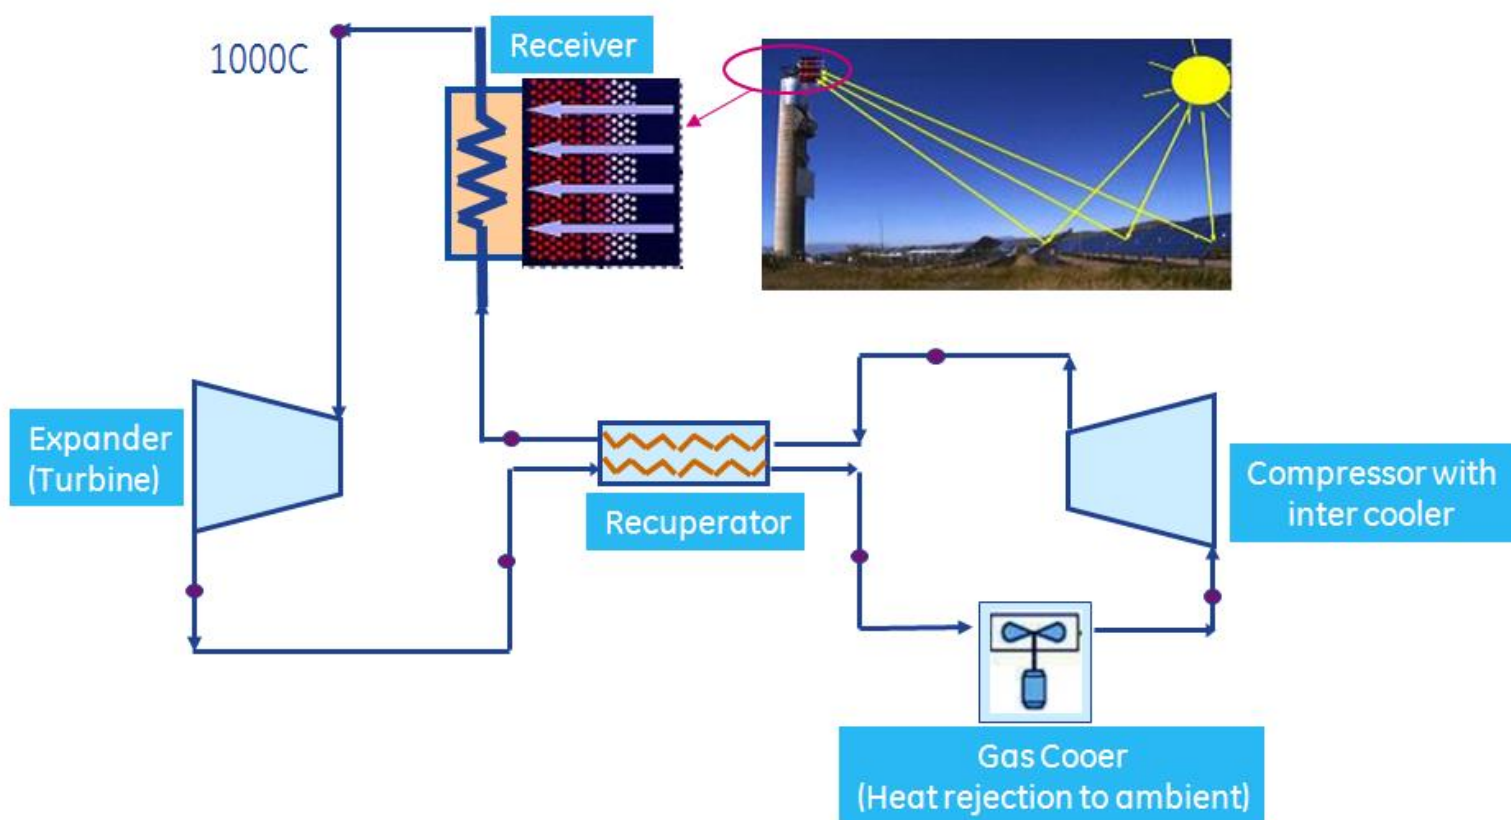 Receiver
1000C
Expander
(Turbine)
Recuperator
Compressor with
inter cooler
Gas Cooer
(Heat rejection to ambient)